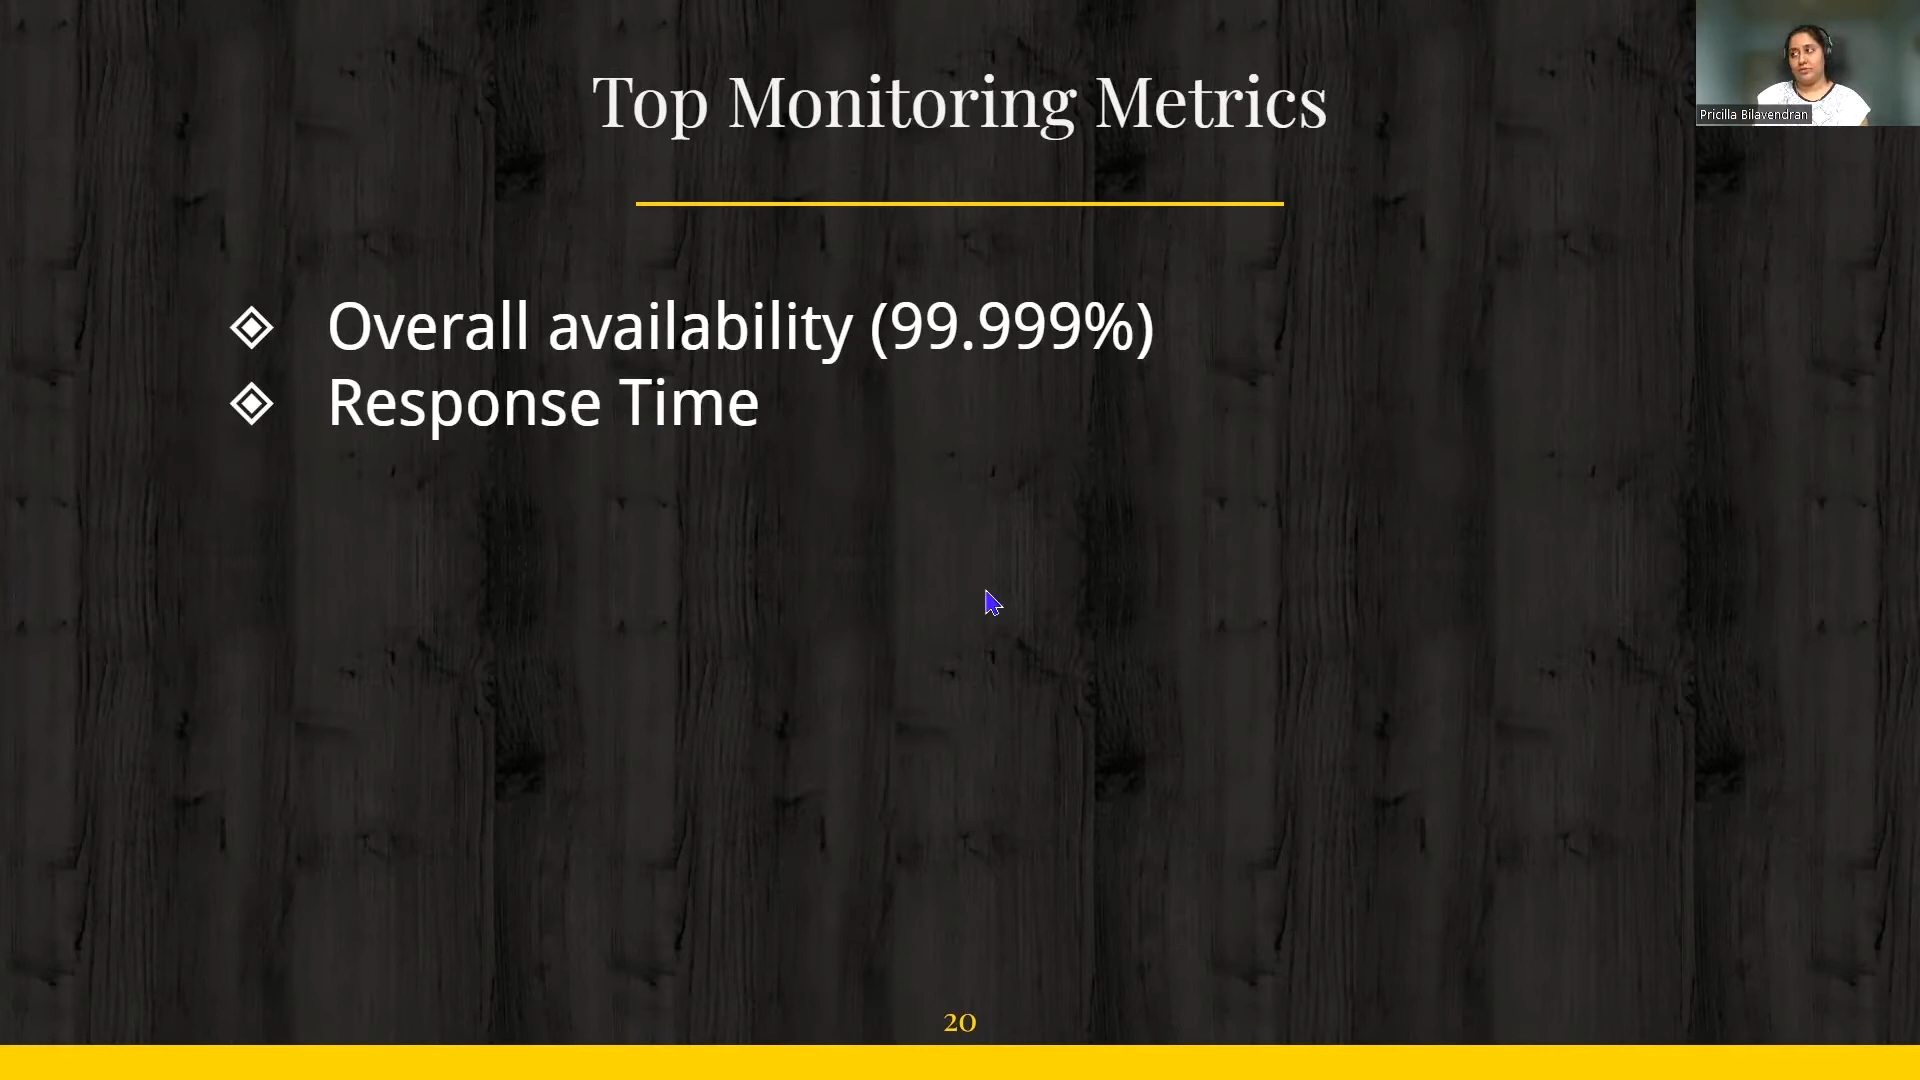 Top Monitoring Metrics
Pricilla Bilavendran
Overall availability (99.999%)
Response Time
20